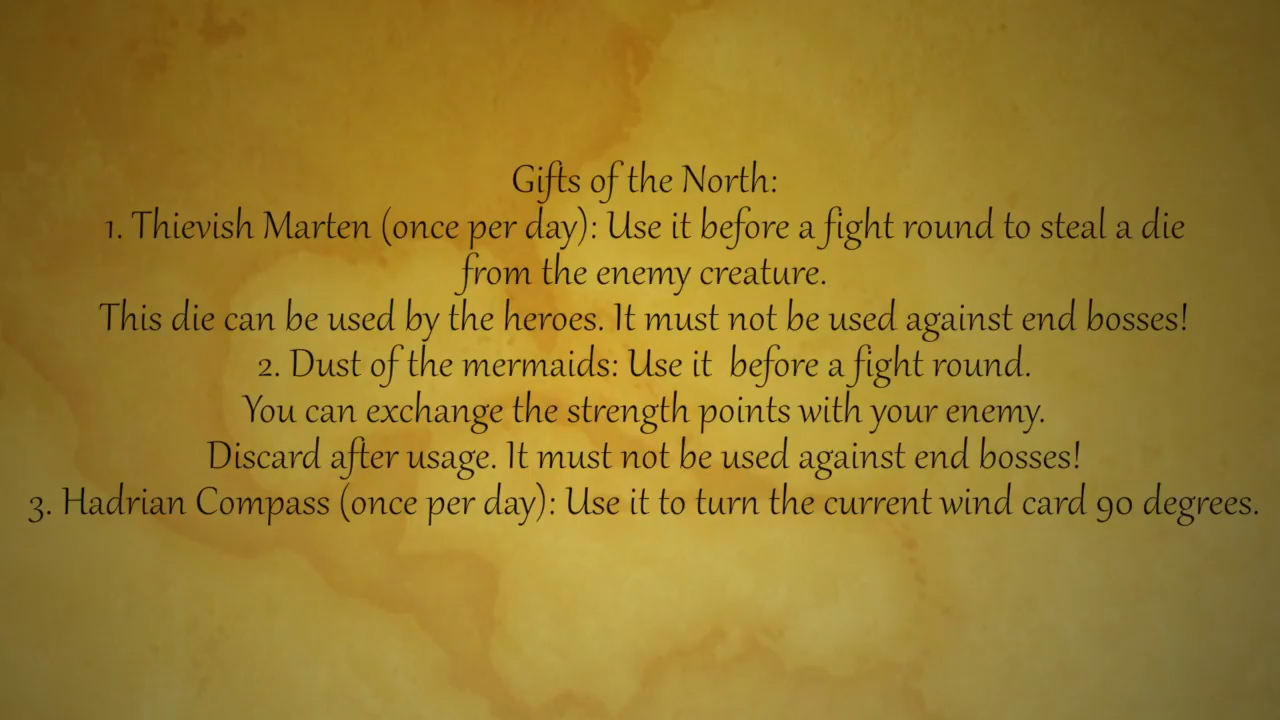 Gifts of the North:
1. Thievish Marten (once per day): Use it before a fight round to steal a die
from the enemy creature.
This die can be used by the heroes. It must not be used against end bosses!
2. Dust of the mermaids: Use it  before a fight round.
You can exchange the strength points with your enemy.
Discard after usage. It must not be used against end bosses!
3. Hadrian Compass (once per day): Use it to turn the current wind card 90 degrees.